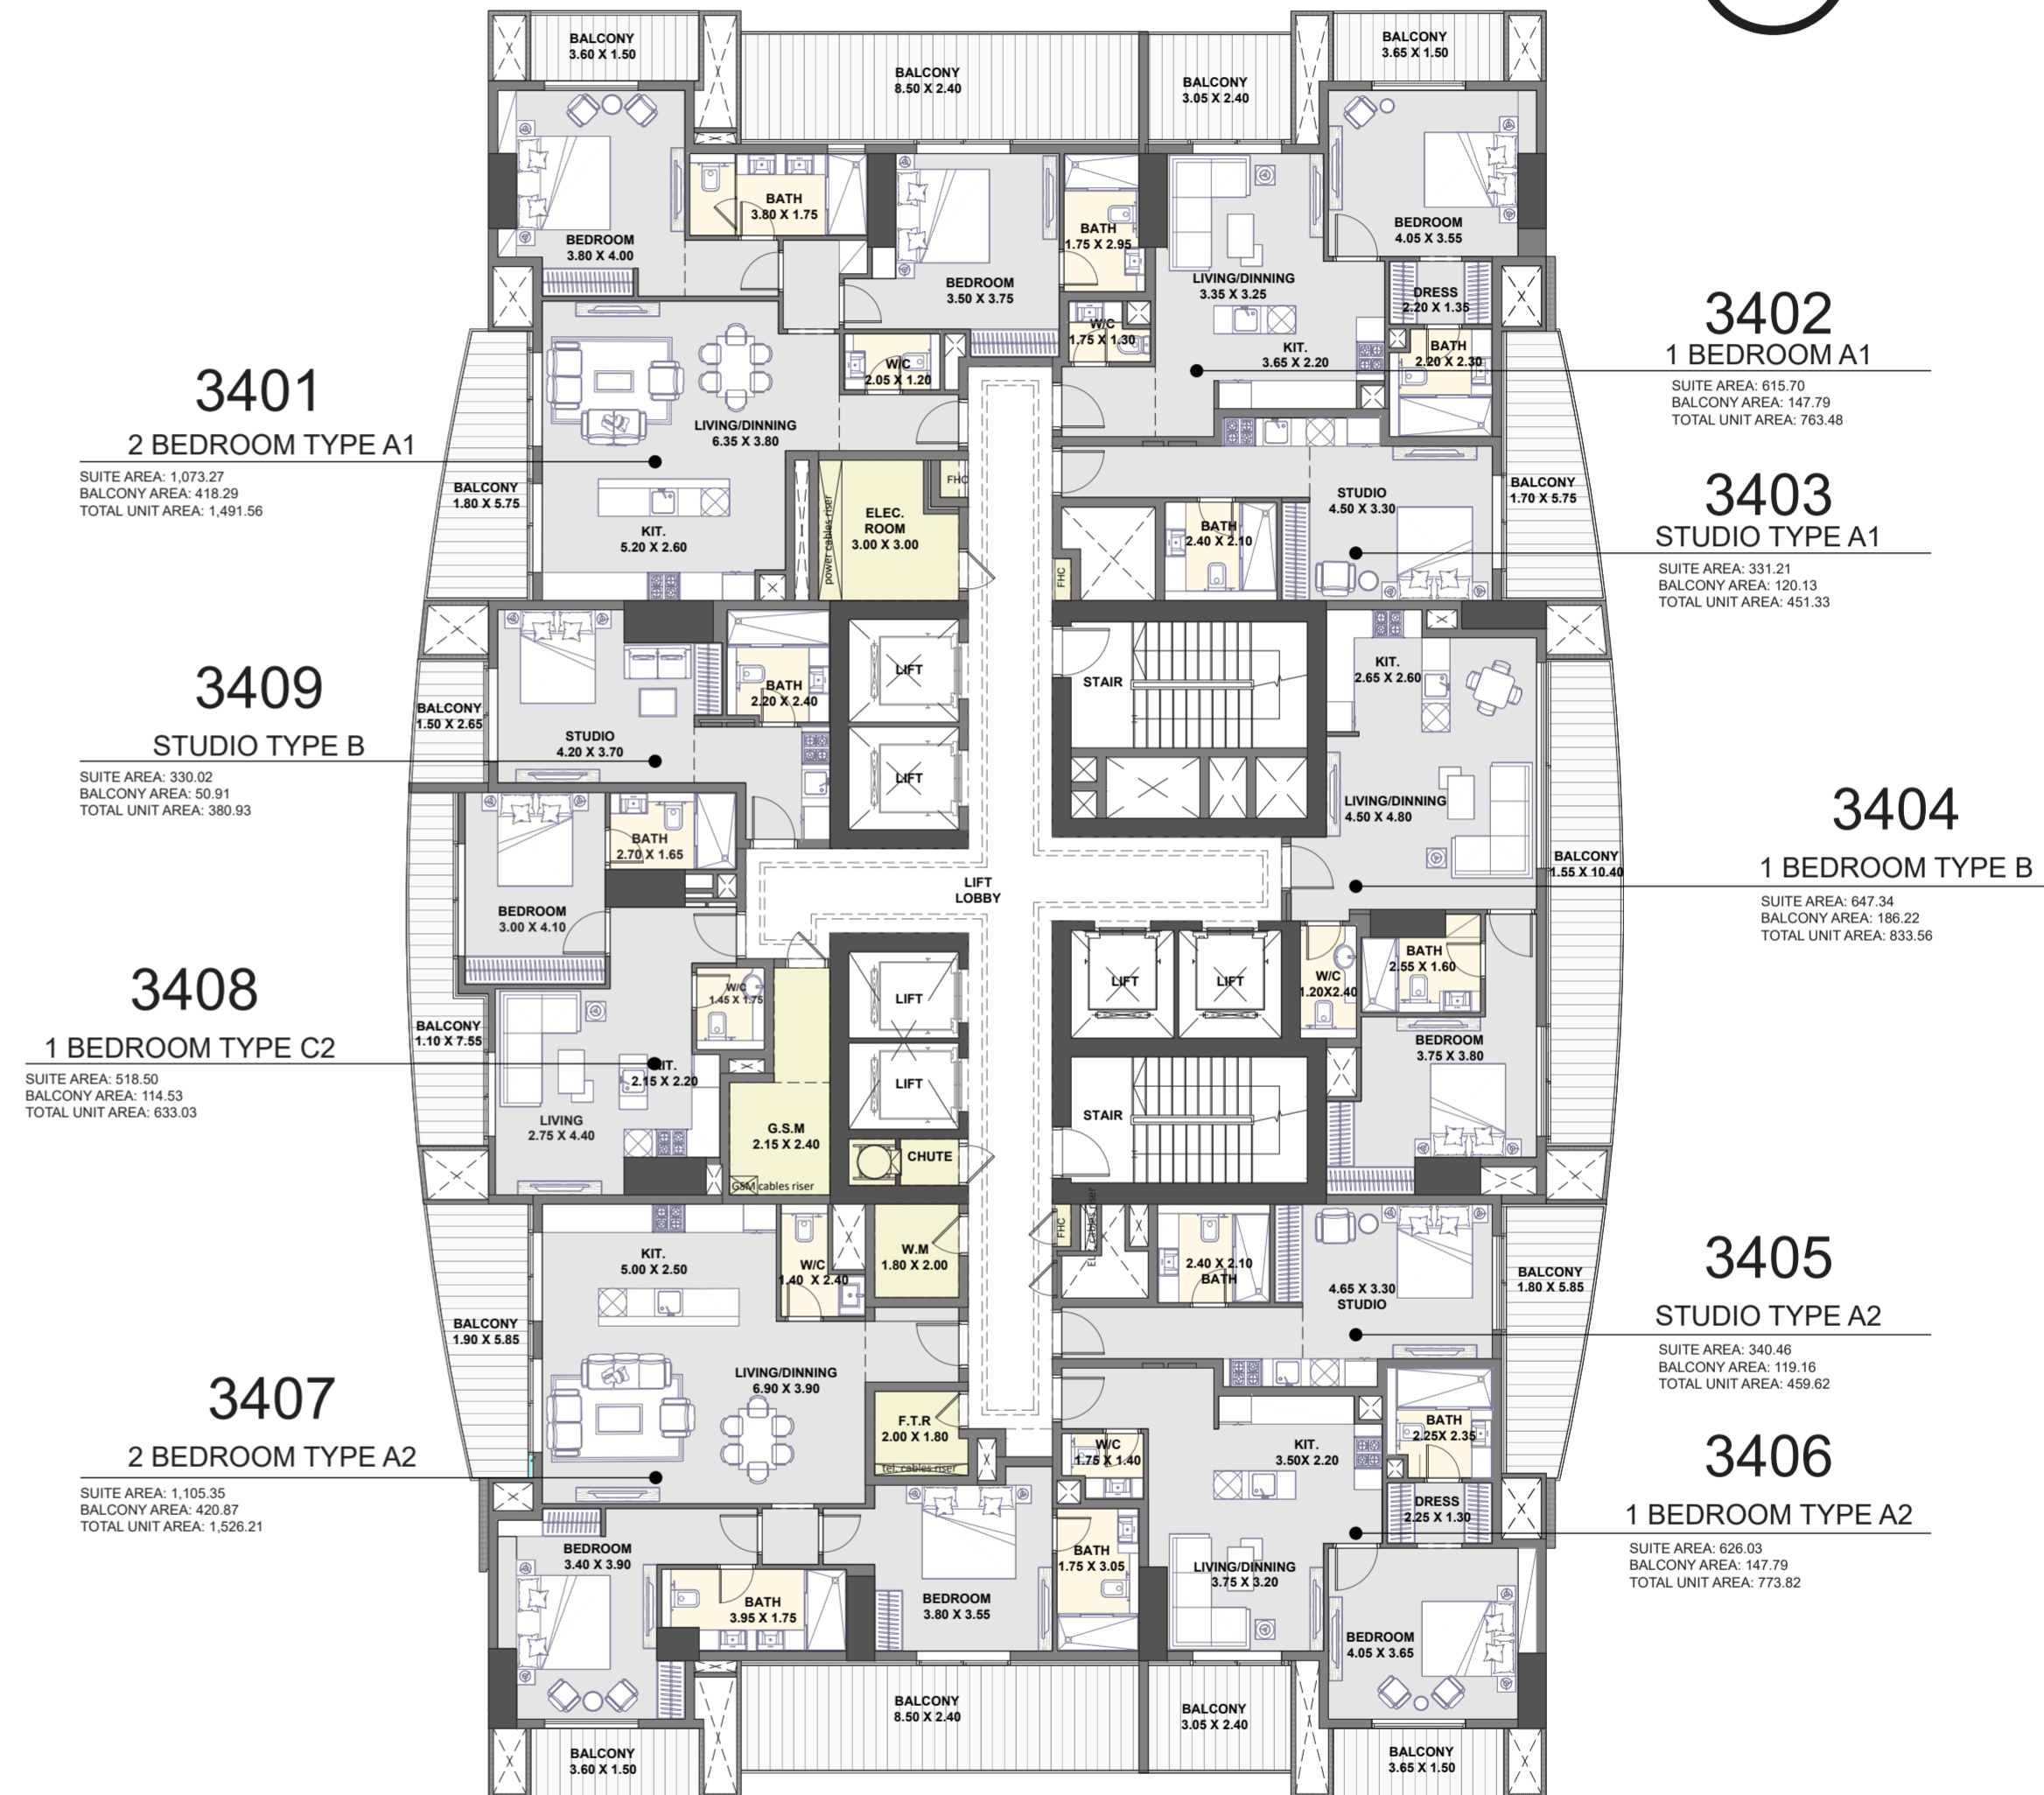 BALCONY
3.60 X 1.50
BALCONY
8.50 X 2.40
BALCONY
3.05 X 2.40
BALCONY
3.65 X 1.50
BEDROOM
3.80 X 4.00
BATH
3.80 X 1.75
BEDROOM
3.50 X 3.75
BATH
1.75 X 2.95
LIVING/DINNING
3.35 X 3.25
BEDROOM
4.05 X 3.55
DRESS
2.20 X 1.35
W/C
1.75 X 1.30
KIT.
3.65 X 2.20
BATH
2.20 X 2.30
W/C
2.05 X 1.20
3401
2 BEDROOM TYPE A1
SUITE AREA: 1,073.27
BALCONY AREA: 418.29
TOTAL UNIT AREA: 1,491.56
3402
1 BEDROOM A1
SUITE AREA: 615.70
BALCONY AREA: 147.79
TOTAL UNIT AREA: 763.48
LIVING/DINNING
6.35 X 3.80
BALCONY
1.80 X 5.75
KIT.
5.20 X 2.60
power cables riser
ELEC.
ROOM
3.00 X 3.00
FHC
FHC
BATH
2.40 X 2.10
STUDIO
4.50 X 3.30
BALCONY
1.70 X 5.75
3403
STUDIO TYPE A1
SUITE AREA: 331.21
BALCONY AREA: 120.13
TOTAL UNIT AREA: 451.33
3409
STUDIO TYPE B
SUITE AREA: 330.02
BALCONY AREA: 50.91
TOTAL UNIT AREA: 380.93
BALCONY
1.50 X 2.65
STUDIO
4.20 X 3.70
BATH
2.20 X 2.40
LIFT
LIFT
STAIR
KIT.
2.65 X 2.60
LIVING/DINNING
4.50 X 4.80
BALCONY
1.55 X 10.40
3404
1 BEDROOM TYPE B
SUITE AREA: 647.34
BALCONY AREA: 186.22
TOTAL UNIT AREA: 833.56
BATH
2.70 X 1.65
BEDROOM
3.00 X 4.10
LIFT
LOBBY
3408
1 BEDROOM TYPE C2
SUITE AREA: 518.50
BALCONY AREA: 114.53
TOTAL UNIT AREA: 633.03
BALCONY
1.10 X 7.55
W/C
1.45 X 1.75
KIT.
2.15 X 2.20
LIVING
2.75 X 4.40
G.S.M
2.15 X 2.40
GSM cables riser
LIFT
LIFT
CHUTE
LIFT
LIFT
W/C
1.20X2.40
BATH
2.55 X 1.60
BEDROOM
3.75 X 3.80
STAIR
KIT.
5.00 X 2.50
W/C
1.40 X 2.40
W.M
1.80 X 2.00
FHC
2.40 X 2.10
BATH
4.65 X 3.30
STUDIO
BALCONY
1.80 X 5.85
3405
STUDIO TYPE A2
SUITE AREA: 340.46
BALCONY AREA: 119.16
TOTAL UNIT AREA: 459.62
BALCONY
1.90 X 5.85
LIVING/DINNING
6.90 X 3.90
3407
2 BEDROOM TYPE A2
SUITE AREA: 1,105.35
BALCONY AREA: 420.87
TOTAL UNIT AREA: 1,526.21
F.T.R
2.00 X 1.80
tel. cables riser
W/C
1.75 X 1.40
KIT.
3.50X 2.20
BATH
2.25X 2.35
DRESS
2.25 X 1.30
3406
1 BEDROOM TYPE A2
SUITE AREA: 626.03
BALCONY AREA: 147.79
TOTAL UNIT AREA: 773.82
BEDROOM
3.40 X 3.90
BATH
3.95 X 1.75
BEDROOM
3.80 X 3.55
BATH
1.75 X 3.05
LIVING/DINNING
3.75 X 3.20
BEDROOM
4.05 X 3.65
BALCONY
8.50 X 2.40
BALCONY
3.05 X 2.40
BALCONY
3.60 X 1.50
BALCONY
3.65 X 1.50